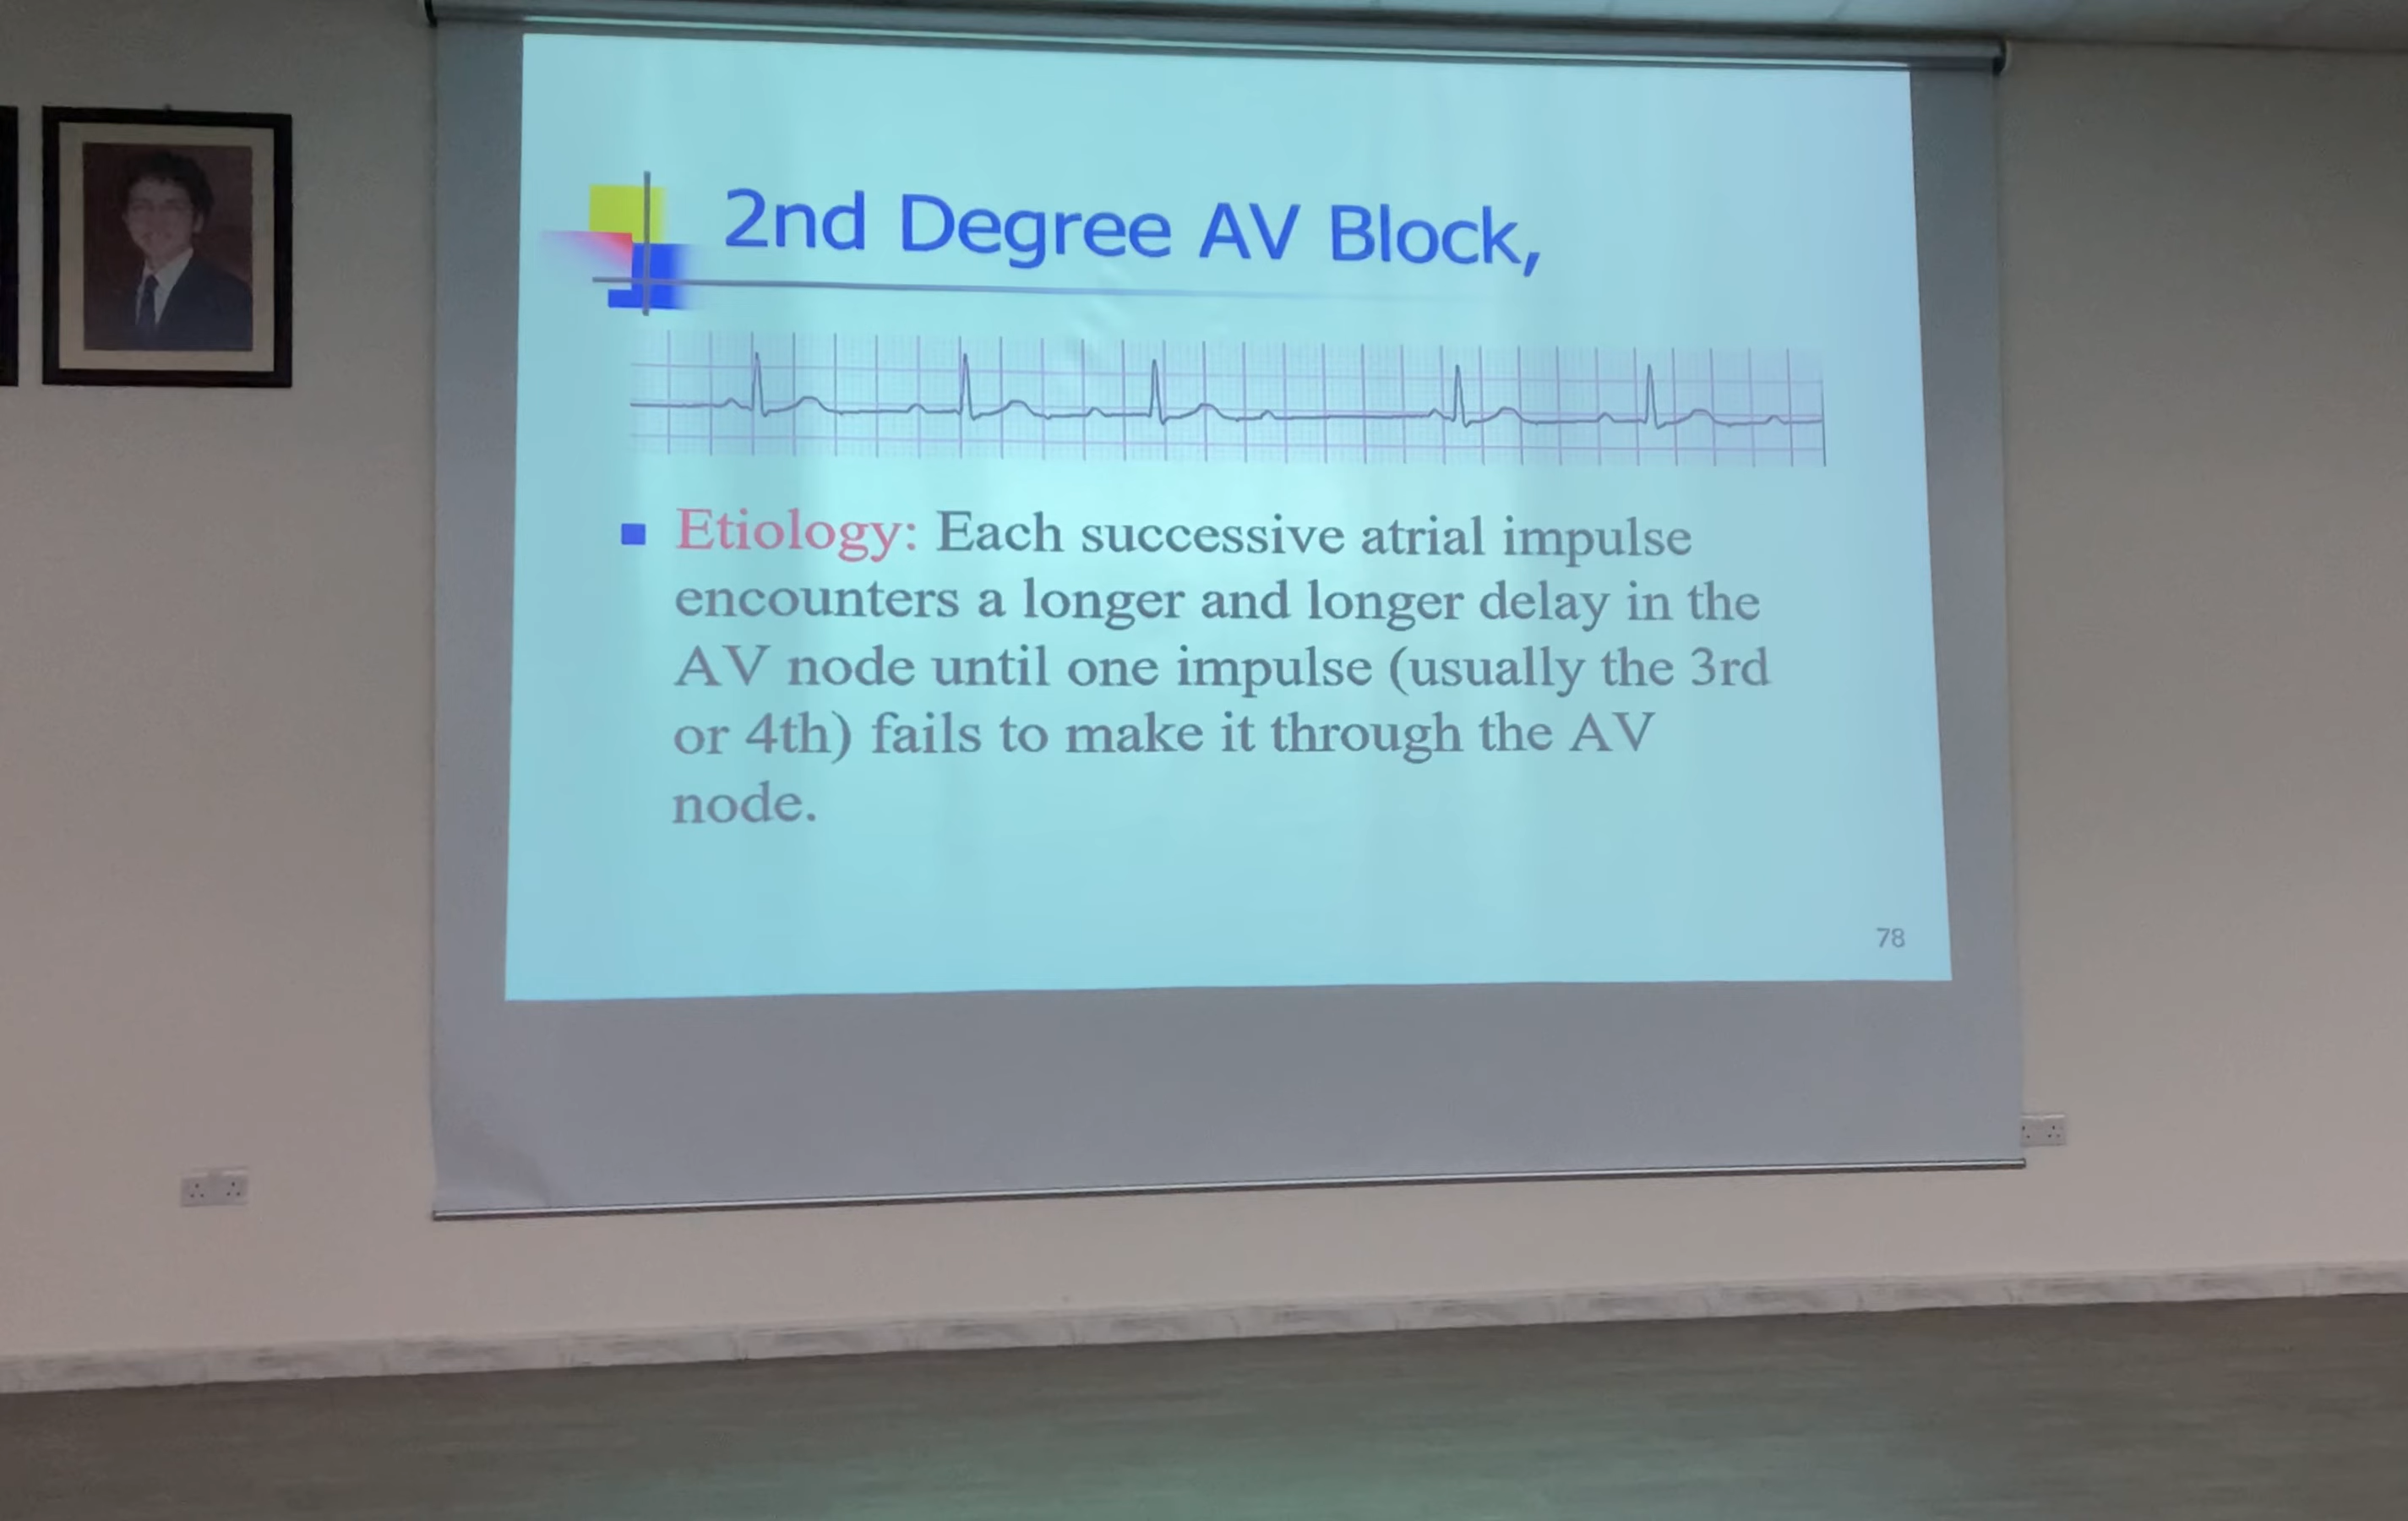 2nd Degree AV Block,
Etiology: Each successive atrial impulse
encounters a longer and longer delay in the
AV node until one impulse (usually the 3rd
or 4th) fails to make it through the AV
node.
78